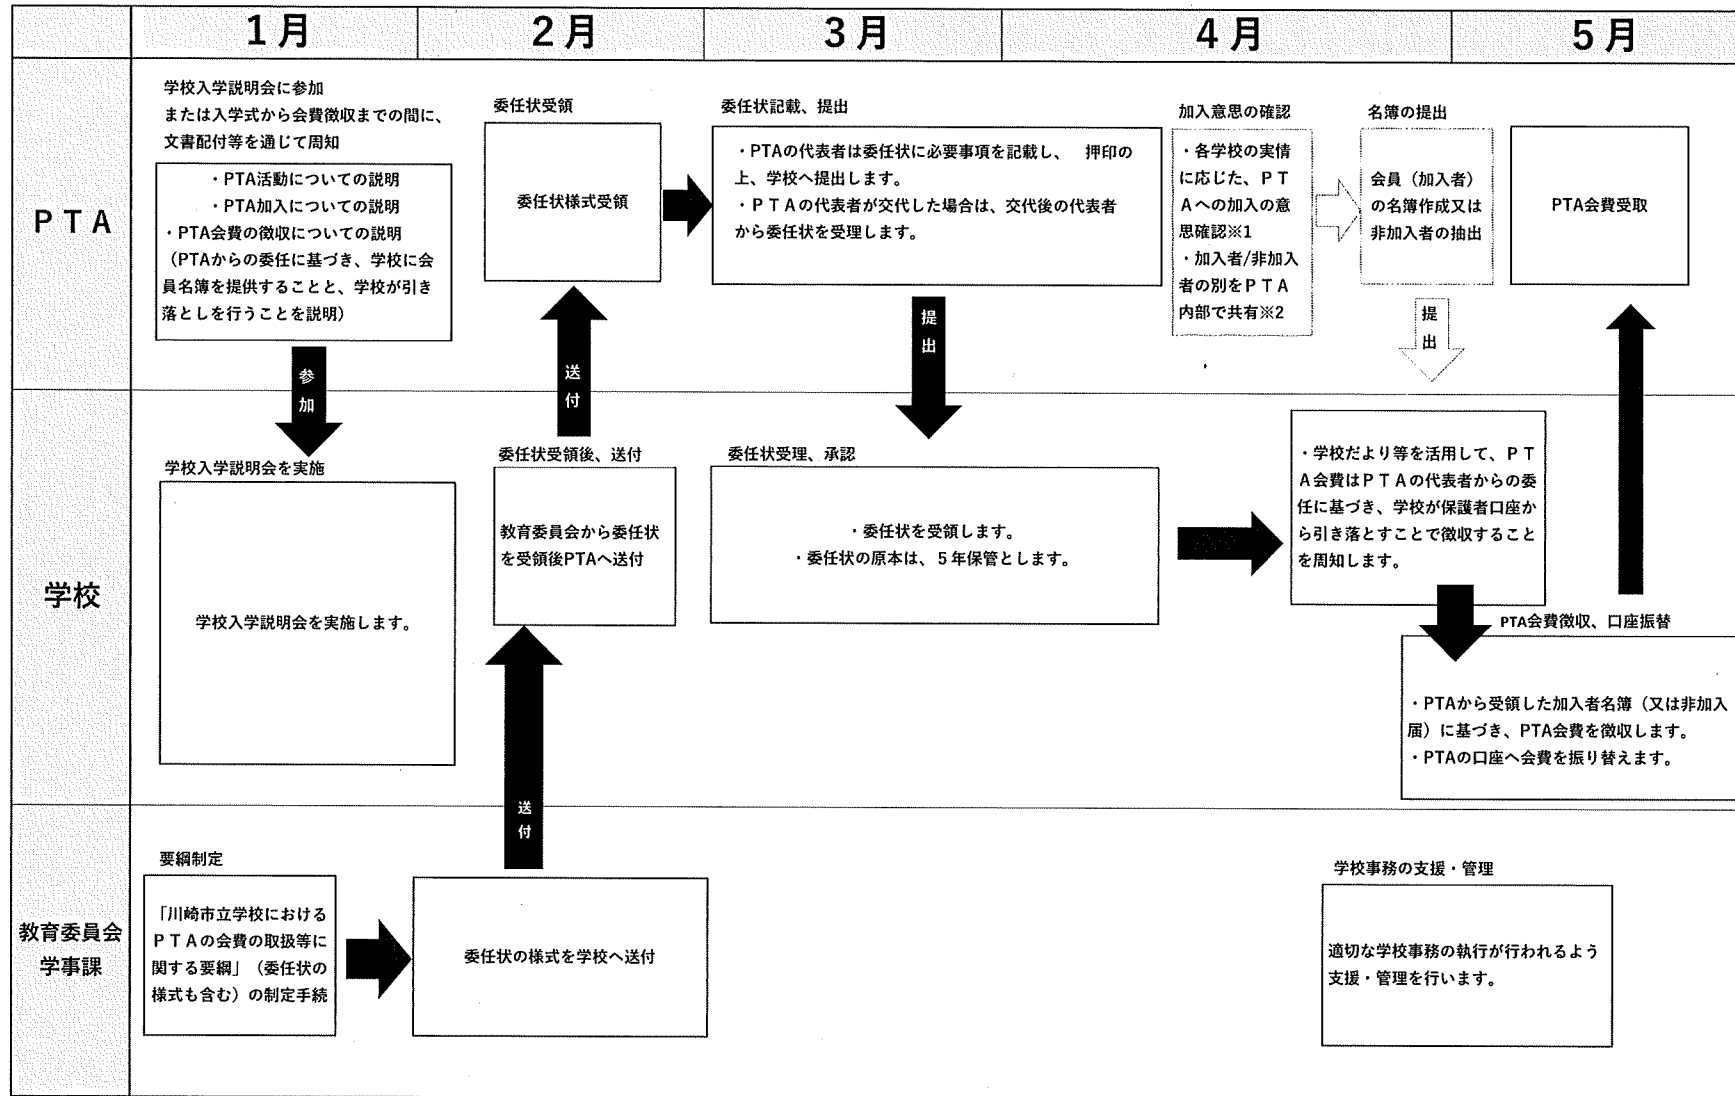 1月
2月
3月
4月
5月
PTA
学校入学説明会に参加
または入学式から会費徴収までの間に、
文書配付等を通じて周知
・PTA活動についての説明
・PTA加入についての説明
・PTA会費の徴収についての説明
（PTAからの委任に基づき、学校に会
員名簿を提供することと、学校が引き
落としを行うことを説明）
参
加
委任状受領
委任状様式受領
送
付
委任状記載、提出
・PTAの代表者は委任状に必要事項を記載し、　押印の
上、学校へ提出します。
・ＰＴＡの代表者が交代した場合は、交代後の代表者
から委任状を受理します。
提
出
加入意思の確認
・各学校の実情
に応じた、ＰＴ
Ａへの加入の意
思確認※1
・加入者/非加入
者の別をＰＴＡ
内部で共有※2
名簿の提出
会員（加入者）
の名簿作成又は
非加入者の抽出
提
出
PTA会費受取
学校
学校入学説明会を実施
学校入学説明会を実施します。
委任状受領後、送付
教育委員会から委任状
を受領後PTAへ送付
送
付
委任状受理、承認
・委任状を受領します。
・委任状の原本は、５年保管とします。
・学校だより等を活用して、ＰＴ
Ａ会費はＰＴＡの代表者からの委
任に基づき、学校が保護者口座か
ら引き落とすことで徴収すること
を周知します。
PTA会費徴収、口座振替
・PTAから受領した加入者名簿（又は非加入
届）に基づき、PTA会費を徴収します。
・PTAの口座へ会費を振り替えます。
教育委員会
学事課
要綱制定
「川崎市立学校における
ＰＴＡの会費の取扱等に
関する要綱」（委任状の
様式も含む）の制定手続
委任状の様式を学校へ送付
学校事務の支援・管理
適切な学校事務の執行が行われるよう
支援・管理を行います。